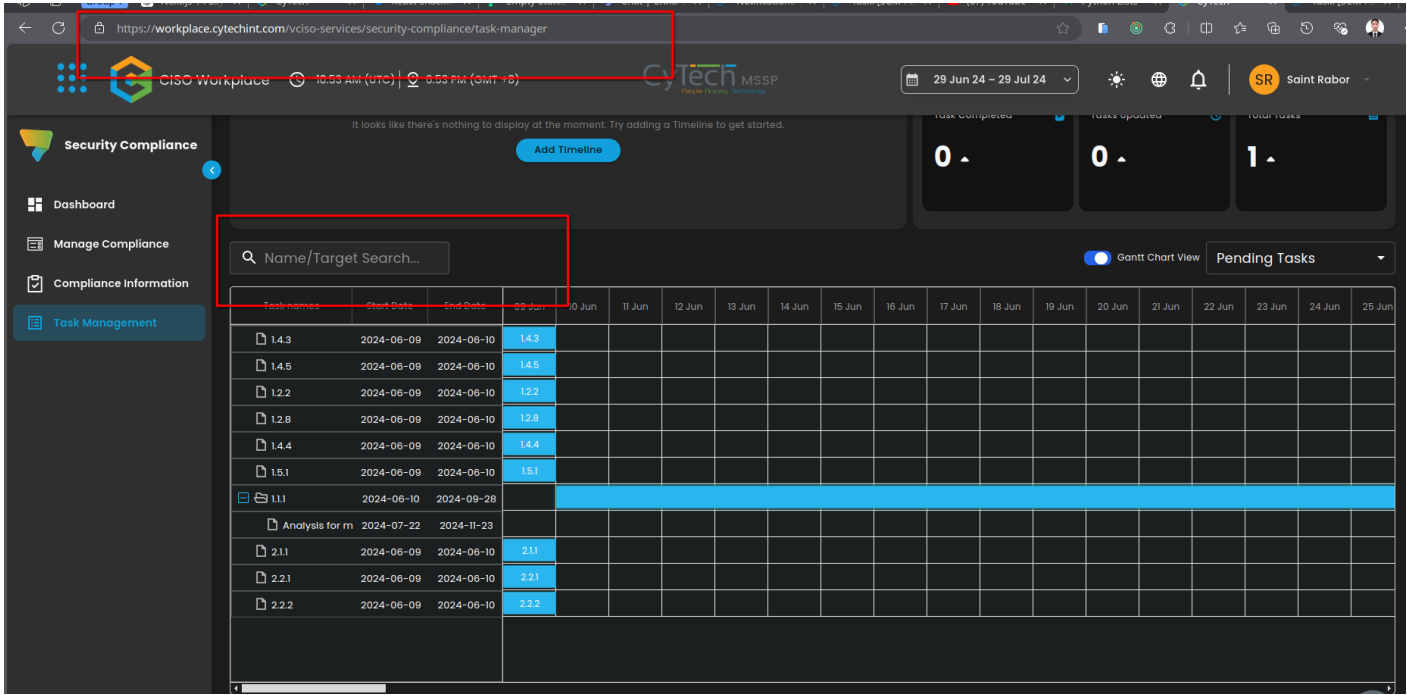 https://workplace.cytechint.com/vciso-services/security-compliance/task-manager
CISO Workplace 10:53 AM (UTC) | 6:53 PM (GMT +8) CyTech MSSP People Process Technology 29 Jun 24 – 29 Jul 24 SR Saint Rabor
Security Compliance
Dashboard
Manage Compliance
Compliance Information
Task Management
It looks like there's nothing to display at the moment. Try adding a Timeline to get started.
Add Timeline
Task Completed Tasks Updated Total Tasks
0 0 1
Name/Target Search... Gantt Chart View Pending Tasks
Task names Start Date End Date 09 Jun 10 Jun 11 Jun 12 Jun 13 Jun 14 Jun 15 Jun 16 Jun 17 Jun 18 Jun 19 Jun 20 Jun 21 Jun 22 Jun 23 Jun 24 Jun 25 Jun
1.4.3 2024-06-09 2024-06-10 1.4.3
1.4.5 2024-06-09 2024-06-10 1.4.5
1.2.2 2024-06-09 2024-06-10 1.2.2
1.2.8 2024-06-09 2024-06-10 1.2.8
1.4.4 2024-06-09 2024-06-10 1.4.4
1.5.1 2024-06-09 2024-06-10 1.5.1
1.1.1 2024-06-10 2024-09-28
Analysis for m 2024-07-22 2024-11-23
2.1.1 2024-06-09 2024-06-10 2.1.1
2.2.1 2024-06-09 2024-06-10 2.2.1
2.2.2 2024-06-09 2024-06-10 2.2.2